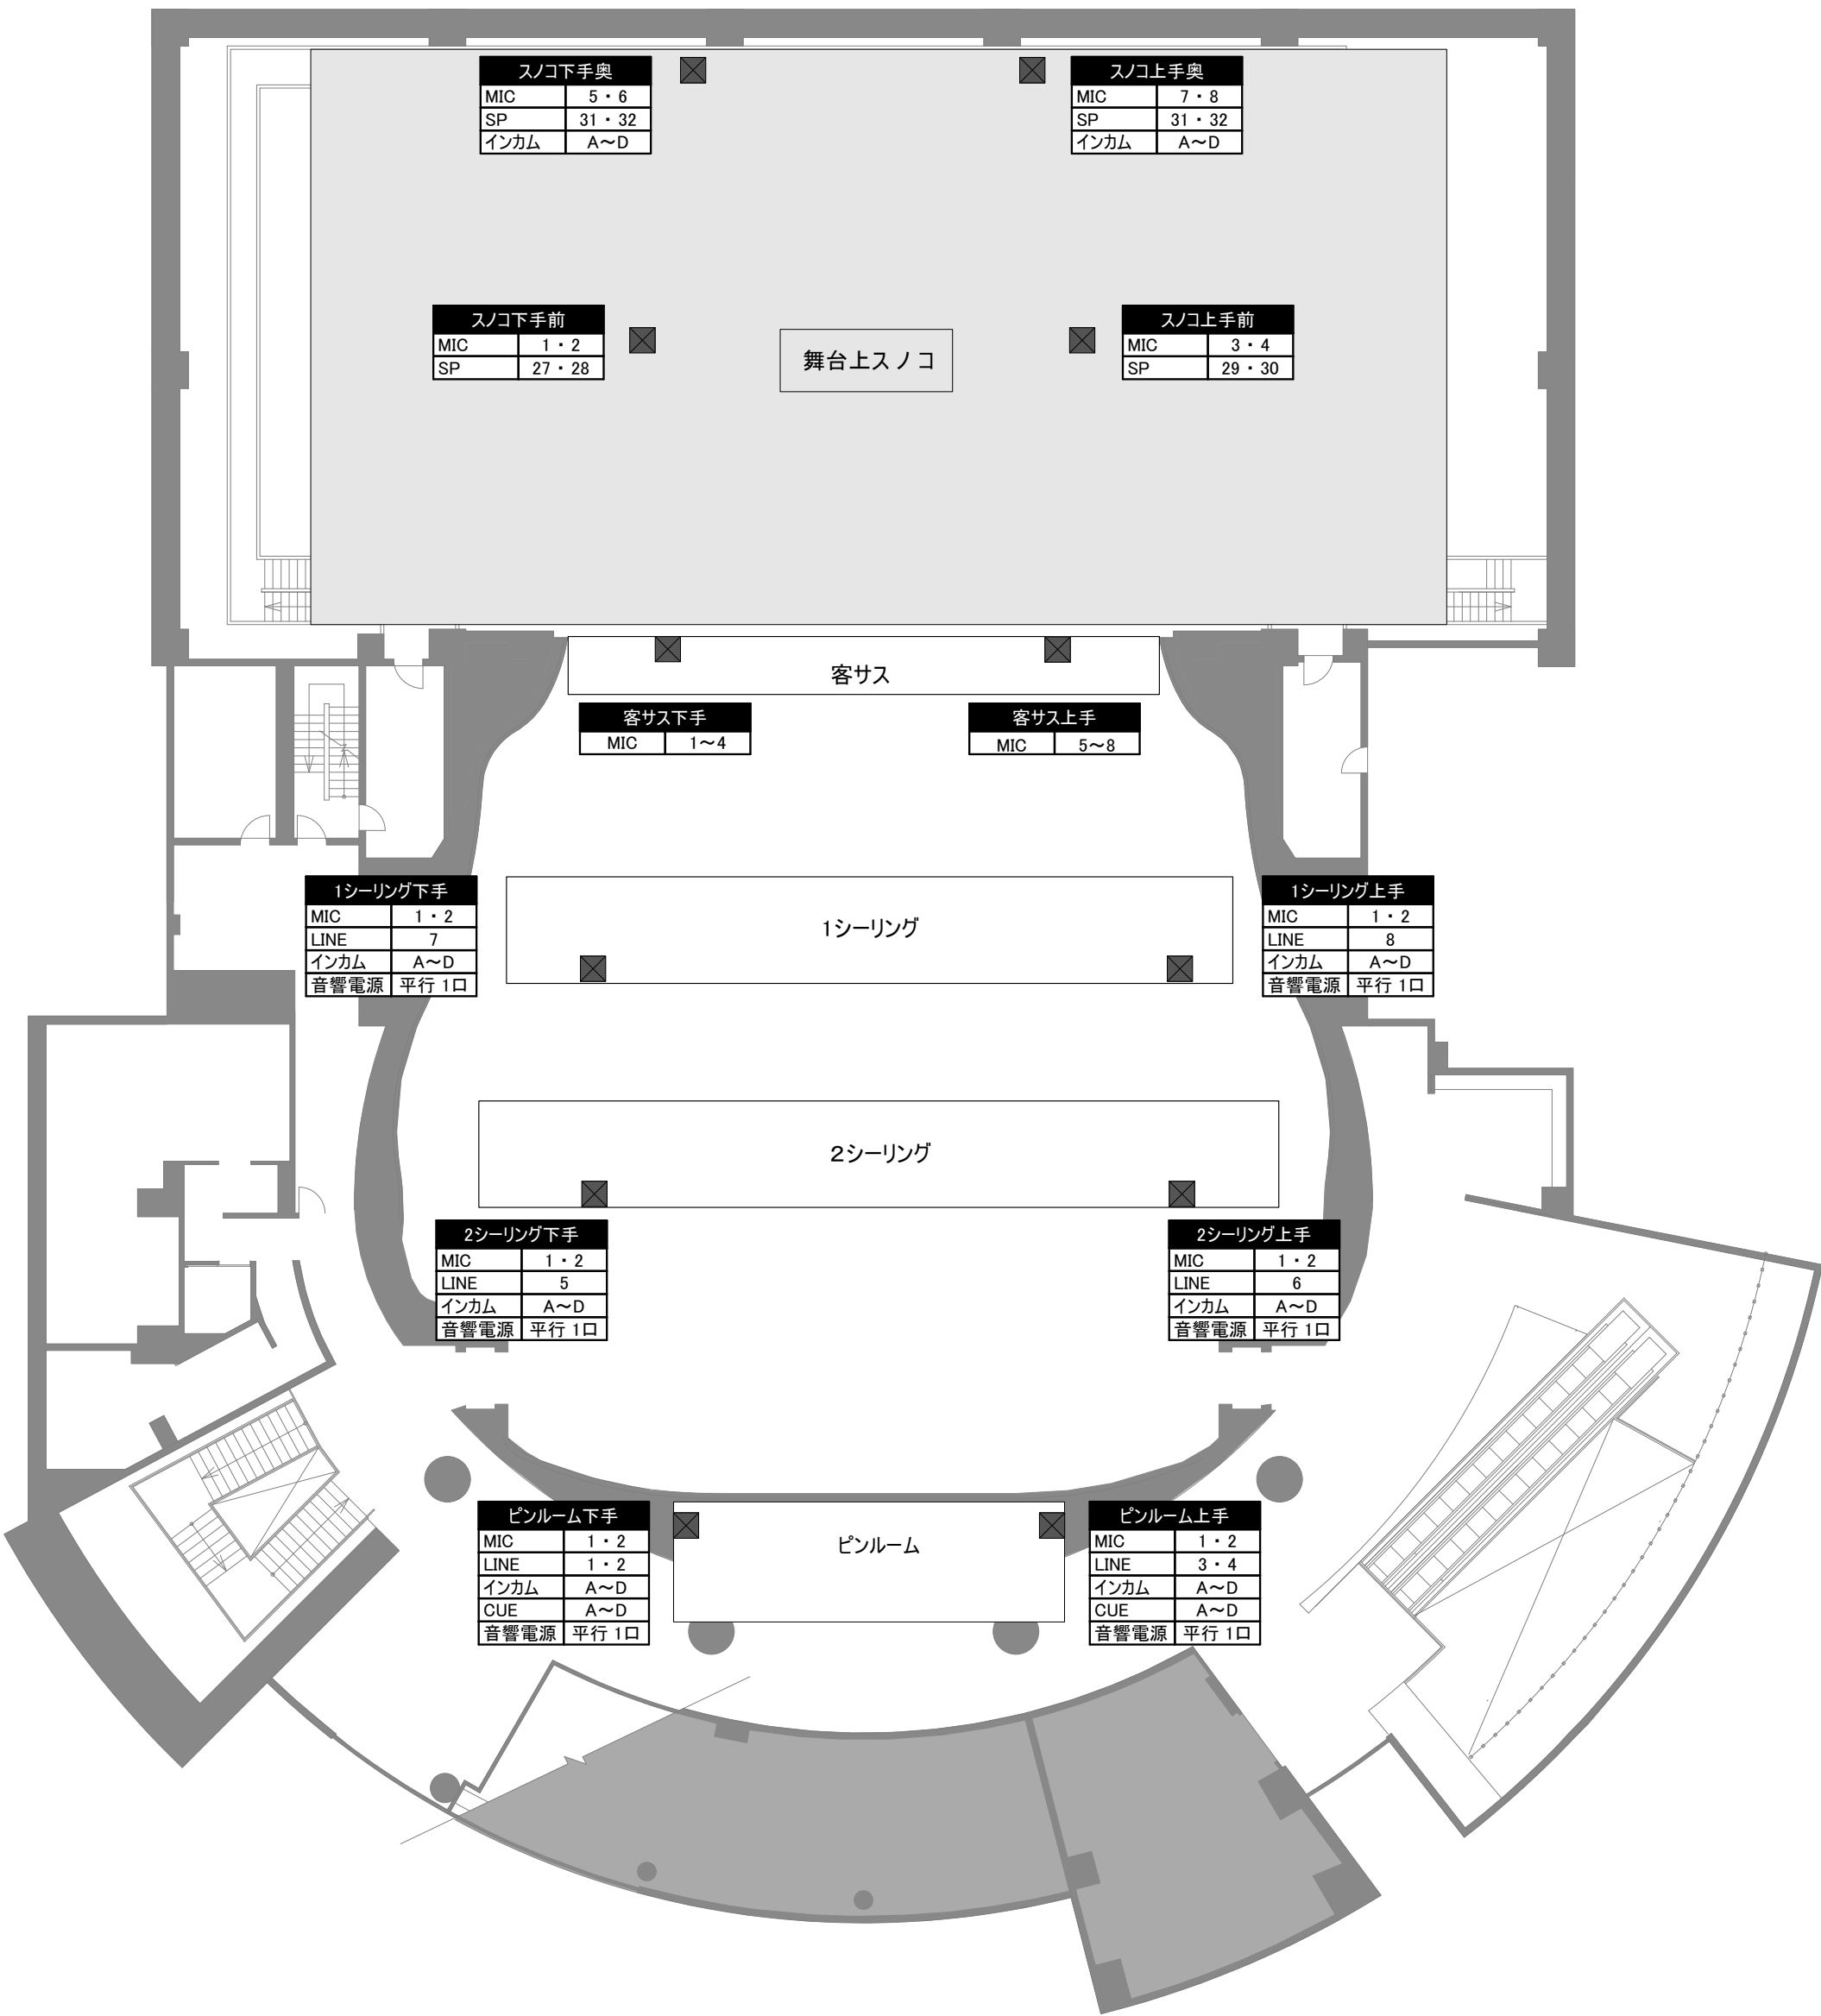 スノコ下手奥
MIC 5・6
SP 31・32
インカム A～D
スノコ上手奥
MIC 7・8
SP 31・32
インカム A～D
スノコ下手前
MIC 1・2
SP 27・28
舞台上スノコ
スノコ上手前
MIC 3・4
SP 29・30
客サス
客サス下手
MIC 1～4
客サス上手
MIC 5～8
1シーリング下手
MIC 1・2
LINE 7
インカム A～D
音響電源 平行 1口
1シーリング
1シーリング上手
MIC 1・2
LINE 8
インカム A～D
音響電源 平行 1口
2シーリング
2シーリング下手
MIC 1・2
LINE 5
インカム A～D
音響電源 平行 1口
2シーリング上手
MIC 1・2
LINE 6
インカム A～D
音響電源 平行 1口
ピンルーム下手
MIC 1・2
LINE 1・2
インカム A～D
CUE A～D
音響電源 平行 1口
ピンルーム
ピンルーム上手
MIC 1・2
LINE 3・4
インカム A～D
CUE A～D
音響電源 平行 1口